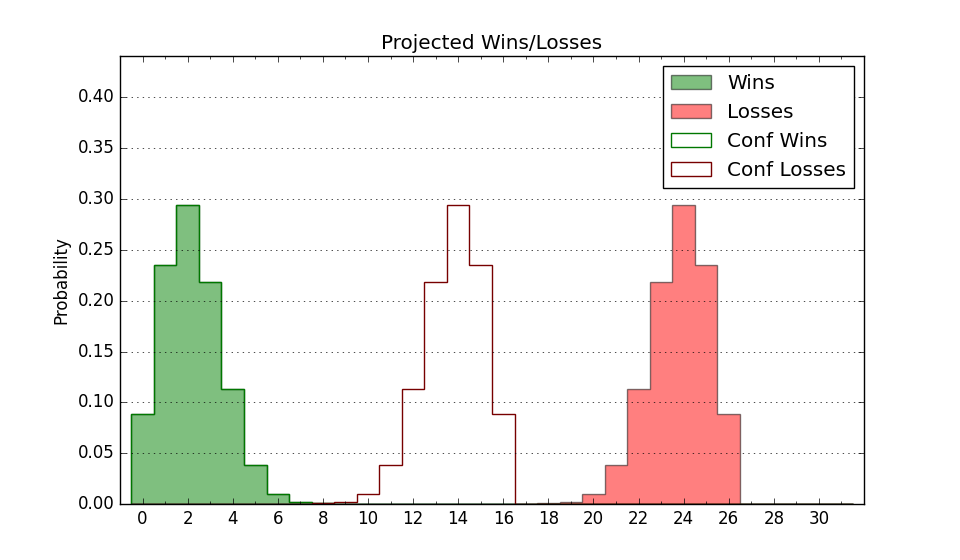 Projected Wins/Losses
Wins
Losses
Conf Wins
Conf Losses
Probability
0.40
0.35
0.30
0.25
0.20
0.15
0.10
0.05
0.00
0 2 4 6 8 10 12 14 16 18 20 22 24 26 28 30